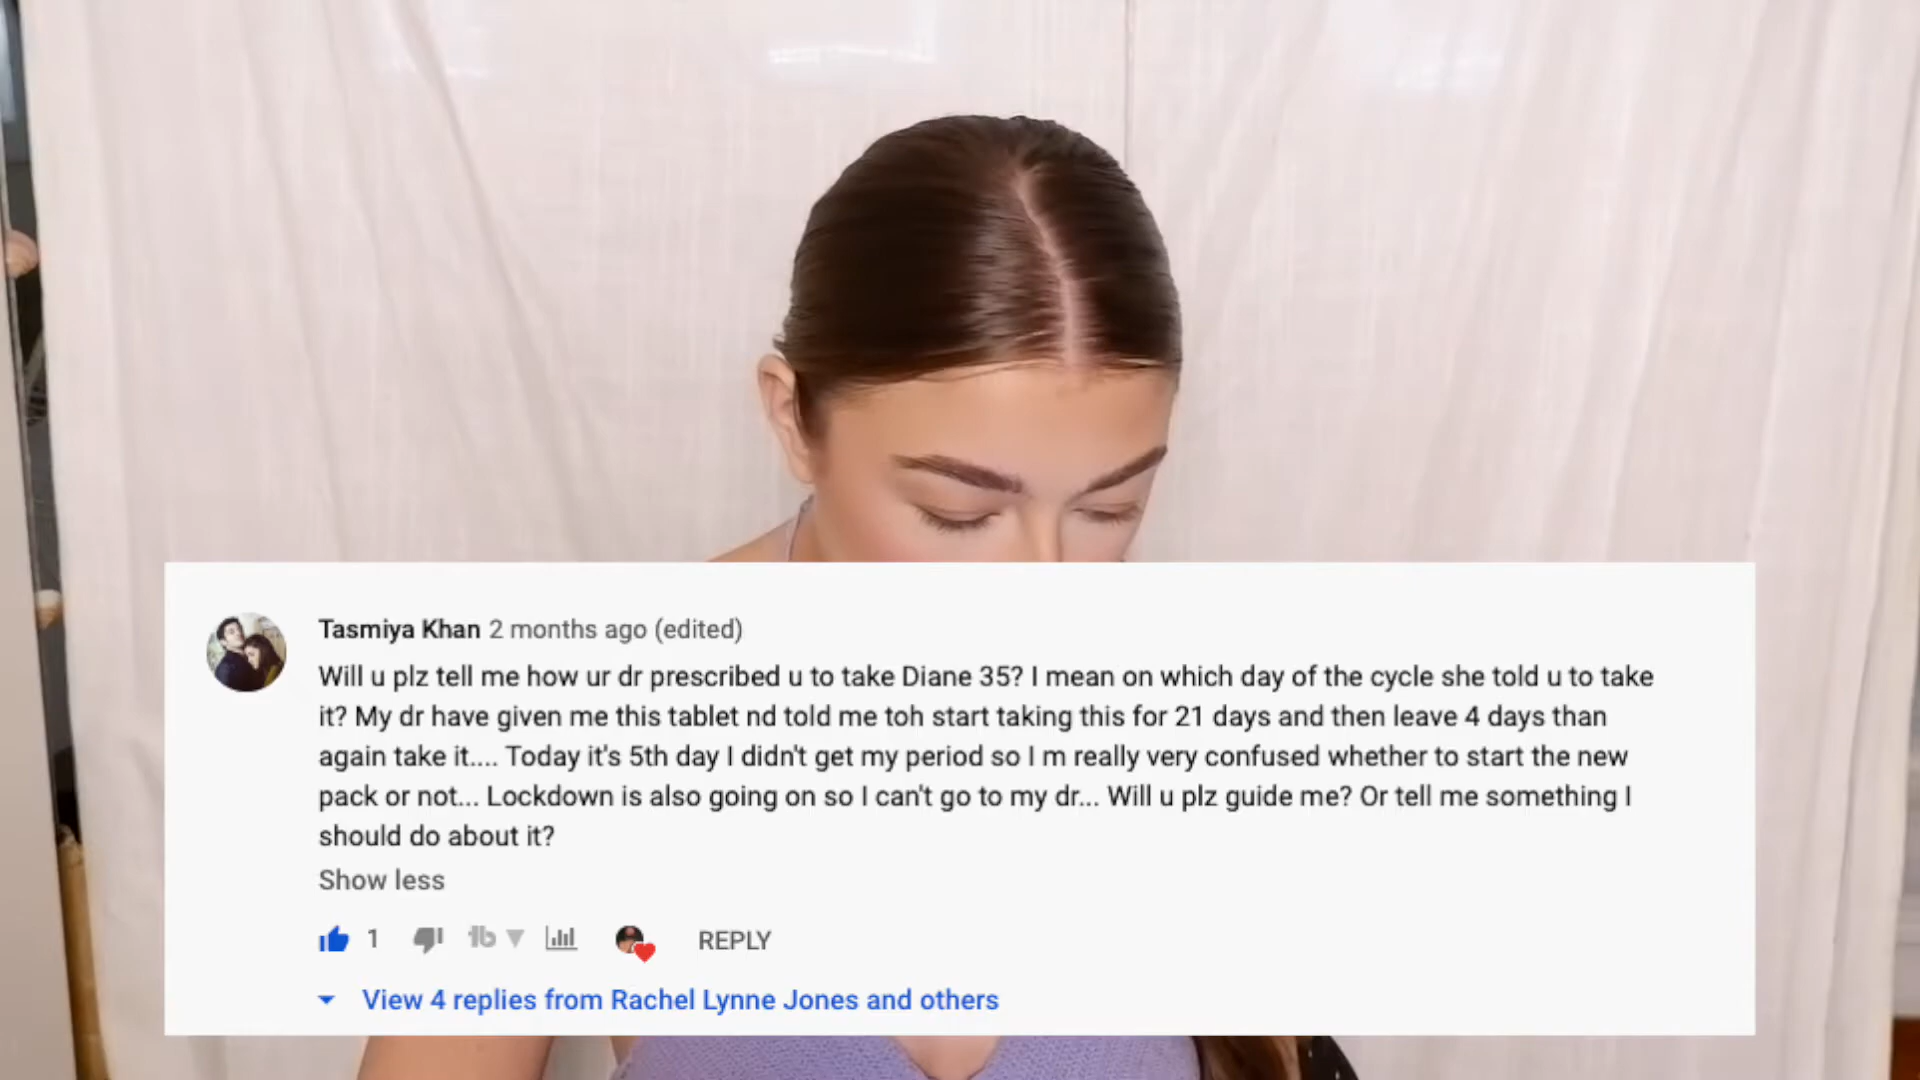 Tasmiya Khan 2 months ago (edited)
Will u plz tell me how ur dr prescribed u to take Diane 35? I mean on which day of the cycle she told u to take
it? My dr have given me this tablet nd told me toh start taking this for 21 days and then leave 4 days than
again take it.... Today it's 5th day I didn't get my period so I m really very confused whether to start the new
pack or not... Lockdown is also going on so I can't go to my dr... Will u plz guide me? Or tell me something I
should do about it?
Show less
1 REPLY
View 4 replies from Rachel Lynne Jones and others